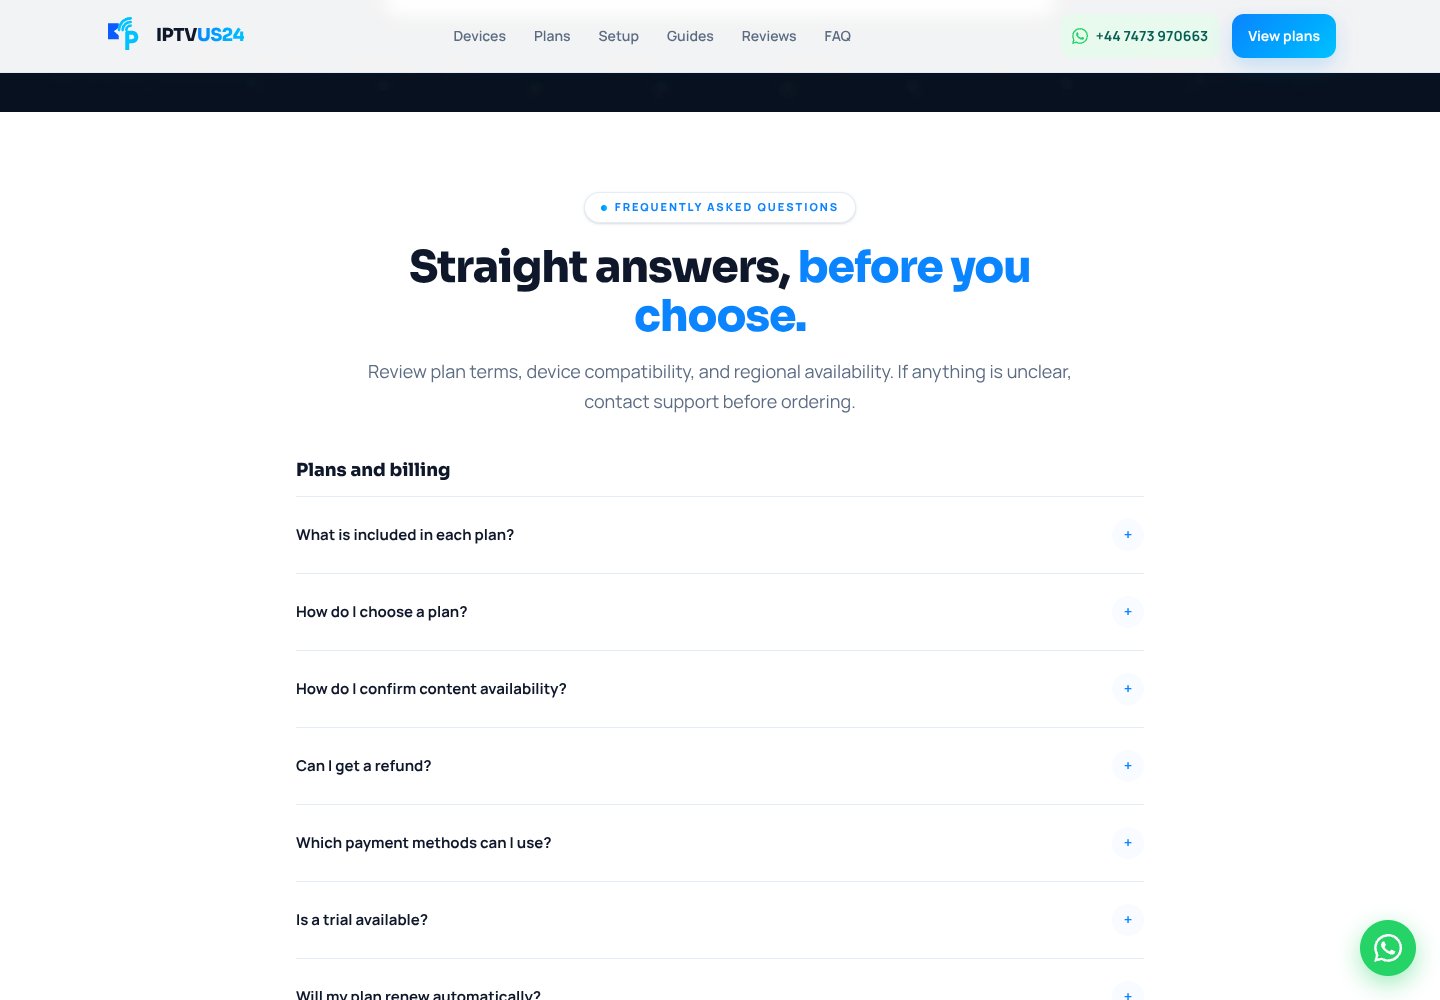 IPTVUS24
Devices
Plans
Setup
Guides
Reviews
FAQ
+44 7473 970663
View plans
FREQUENTLY ASKED QUESTIONS
Straight answers, before you
choose.
Review plan terms, device compatibility, and regional availability. If anything is unclear,
contact support before ordering.
Plans and billing
What is included in each plan?
+
How do I choose a plan?
+
How do I confirm content availability?
+
Can I get a refund?
+
Which payment methods can I use?
+
Is a trial available?
+
Will my plan renew automatically?
+